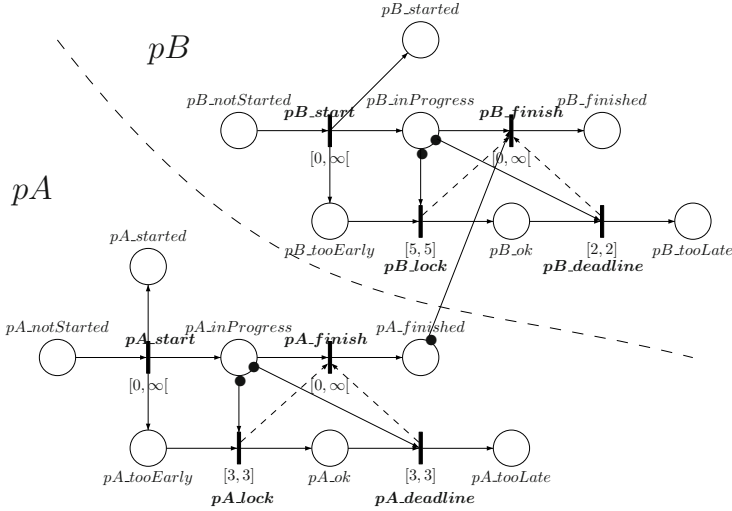 pB_started
pB
pB_notStarted
pB_start
pB_inProgress
pB_finish
pB_finished
[0, ∞[
[0, ∞[
pA
pB_tooEarly
[5, 5]
pB_ok
[2, 2]
pB_tooLate
pB_lock
pB_deadline
pA_started
pA_notStarted
pA_start
pA_inProgress
pA_finish
pA_finished
[0, ∞[
[0, ∞[
pA_tooEarly
[3, 3]
pA_ok
[3, 3]
pA_tooLate
pA_lock
pA_deadline